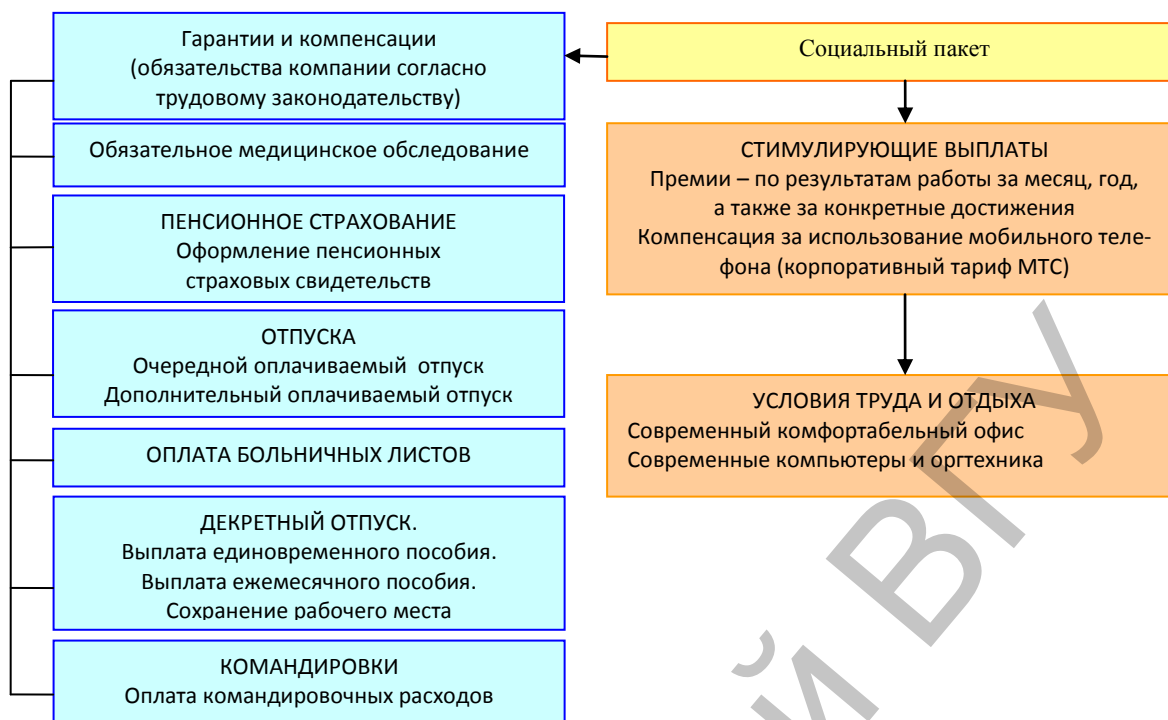 Гарантии и компенсации
(обязательства компании согласно
трудовому законодательству)
Обязательное медицинское обследование
ПЕНСИОННОЕ СТРАХОВАНИЕ
Оформление пенсионных
страховых свидетельств
ОТПУСКА
Очередной оплачиваемый отпуск
Дополнительный оплачиваемый отпуск
ОПЛАТА БОЛЬНИЧНЫХ ЛИСТОВ
ДЕКРЕТНЫЙ ОТПУСК.
Выплата единовременного пособия.
Выплата ежемесячного пособия.
Сохранение рабочего места
КОМАНДИРОВКИ
Оплата командировочных расходов
Социальный пакет
СТИМУЛИРУЮЩИЕ ВЫПЛАТЫ
Премии – по результатам работы за месяц, год,
а также за конкретные достижения
Компенсация за использование мобильного теле-
фона (корпоративный тариф МТС)
УСЛОВИЯ ТРУДА И ОТДЫХА
Современный комфортабельный офис
Современные компьютеры и оргтехника
ВГУ